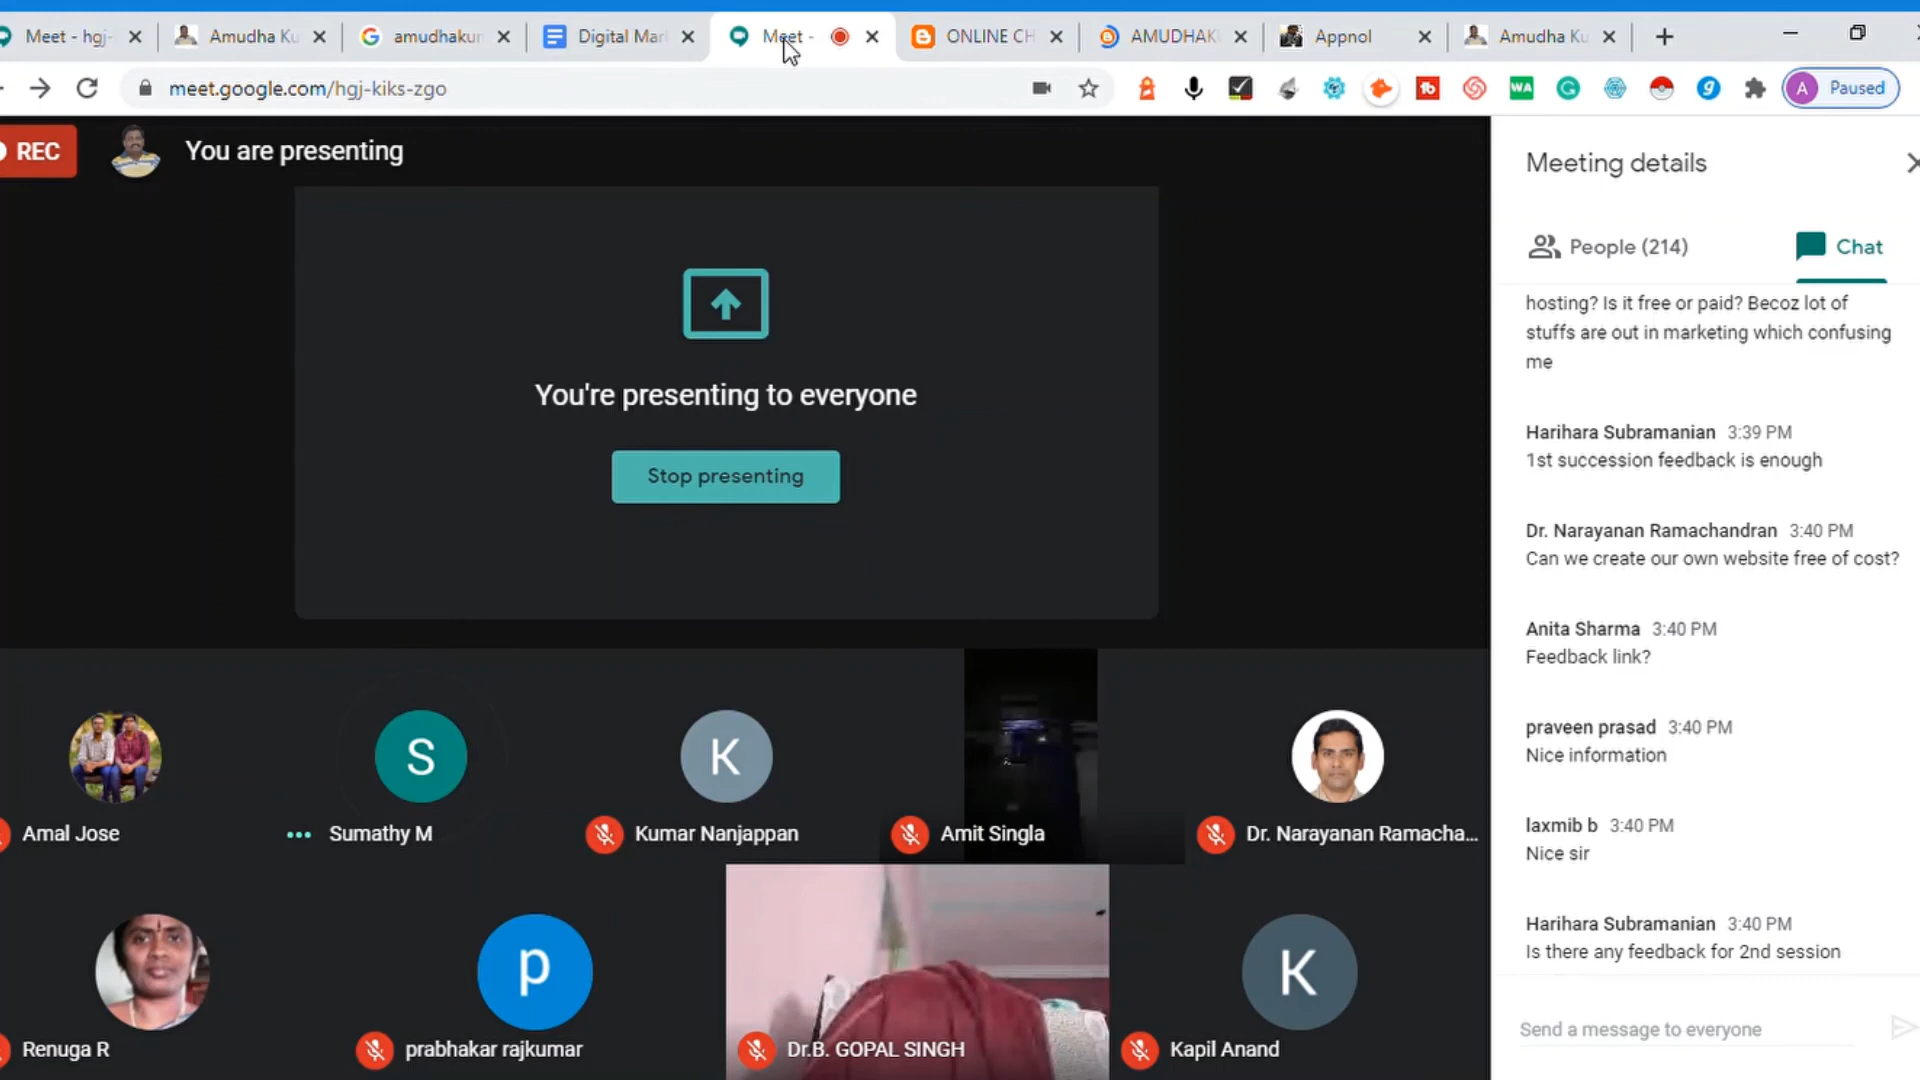 Meet - hgj-
Amudha Ku
amudhakur
Digital Mar
Meet -
ONLINE CH
AMUDHAK
Appnol
Amudha Ku
meet.google.com/hgj-kiks-zgo
A
Paused
REC
You are presenting
You're presenting to everyone
Stop presenting
S
K
Amal Jose
Sumathy M
Kumar Nanjappan
Amit Singla
Dr. Narayanan Ramacha...
p
K
Renuga R
prabhakar rajkumar
Dr.B. GOPAL SINGH
Kapil Anand
Meeting details
People (214)
Chat
hosting? Is it free or paid? Becoz lot of
stuffs are out in marketing which confusing
me
Harihara Subramanian 3:39 PM
1st succession feedback is enough
Dr. Narayanan Ramachandran 3:40 PM
Can we create our own website free of cost?
Anita Sharma 3:40 PM
Feedback link?
praveen prasad 3:40 PM
Nice information
laxmib b 3:40 PM
Nice sir
Harihara Subramanian 3:40 PM
Is there any feedback for 2nd session
Send a message to everyone